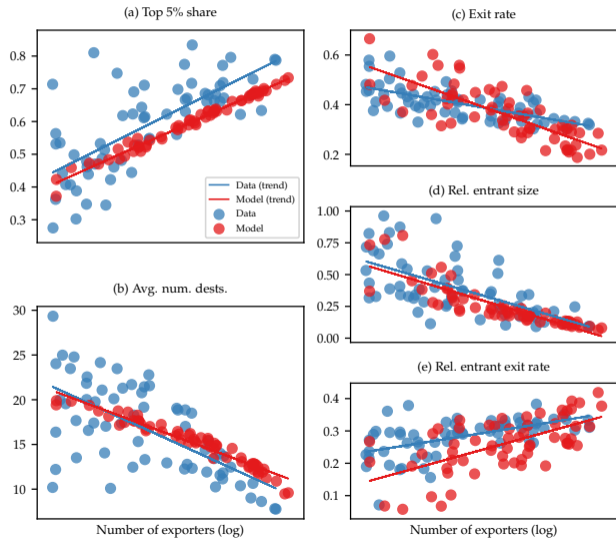 (a) Top 5% share
0.8
0.7
0.6
0.5
0.4
0.3
Data (trend)
Model (trend)
Data
Model
(b) Avg. num. dests.
30
25
20
15
10
Number of exporters (log)
(c) Exit rate
0.6
0.4
0.2
(d) Rel. entrant size
1.00
0.75
0.50
0.25
0.00
(e) Rel. entrant exit rate
0.4
0.3
0.2
0.1
Number of exporters (log)